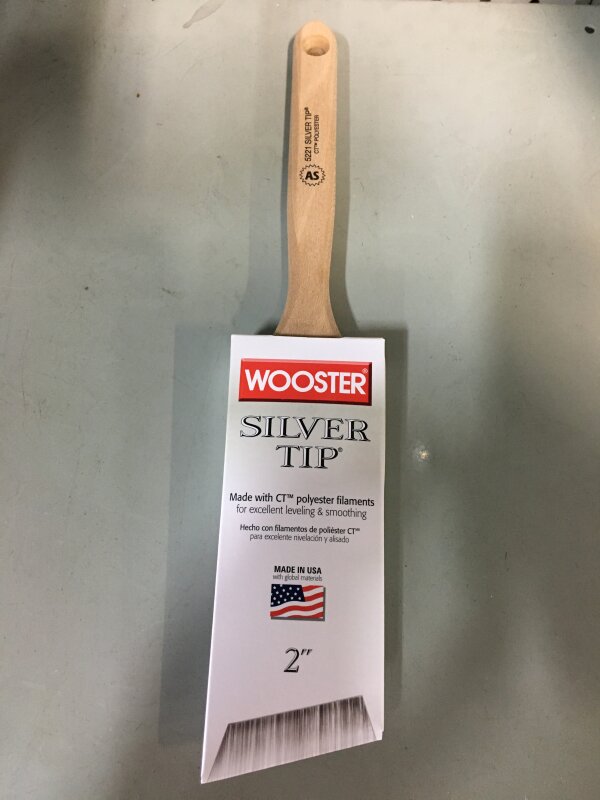 5221 SILVER TIP®
CT™ POLYESTER
AS
WOOSTER®
SILVER
TIP®
Made with CT™ polyester filaments
for excellent leveling & smoothing
Hecho con filamentos de poliéster CT™
para excelente nivelación y alisado
MADE IN USA
with global materials
2"